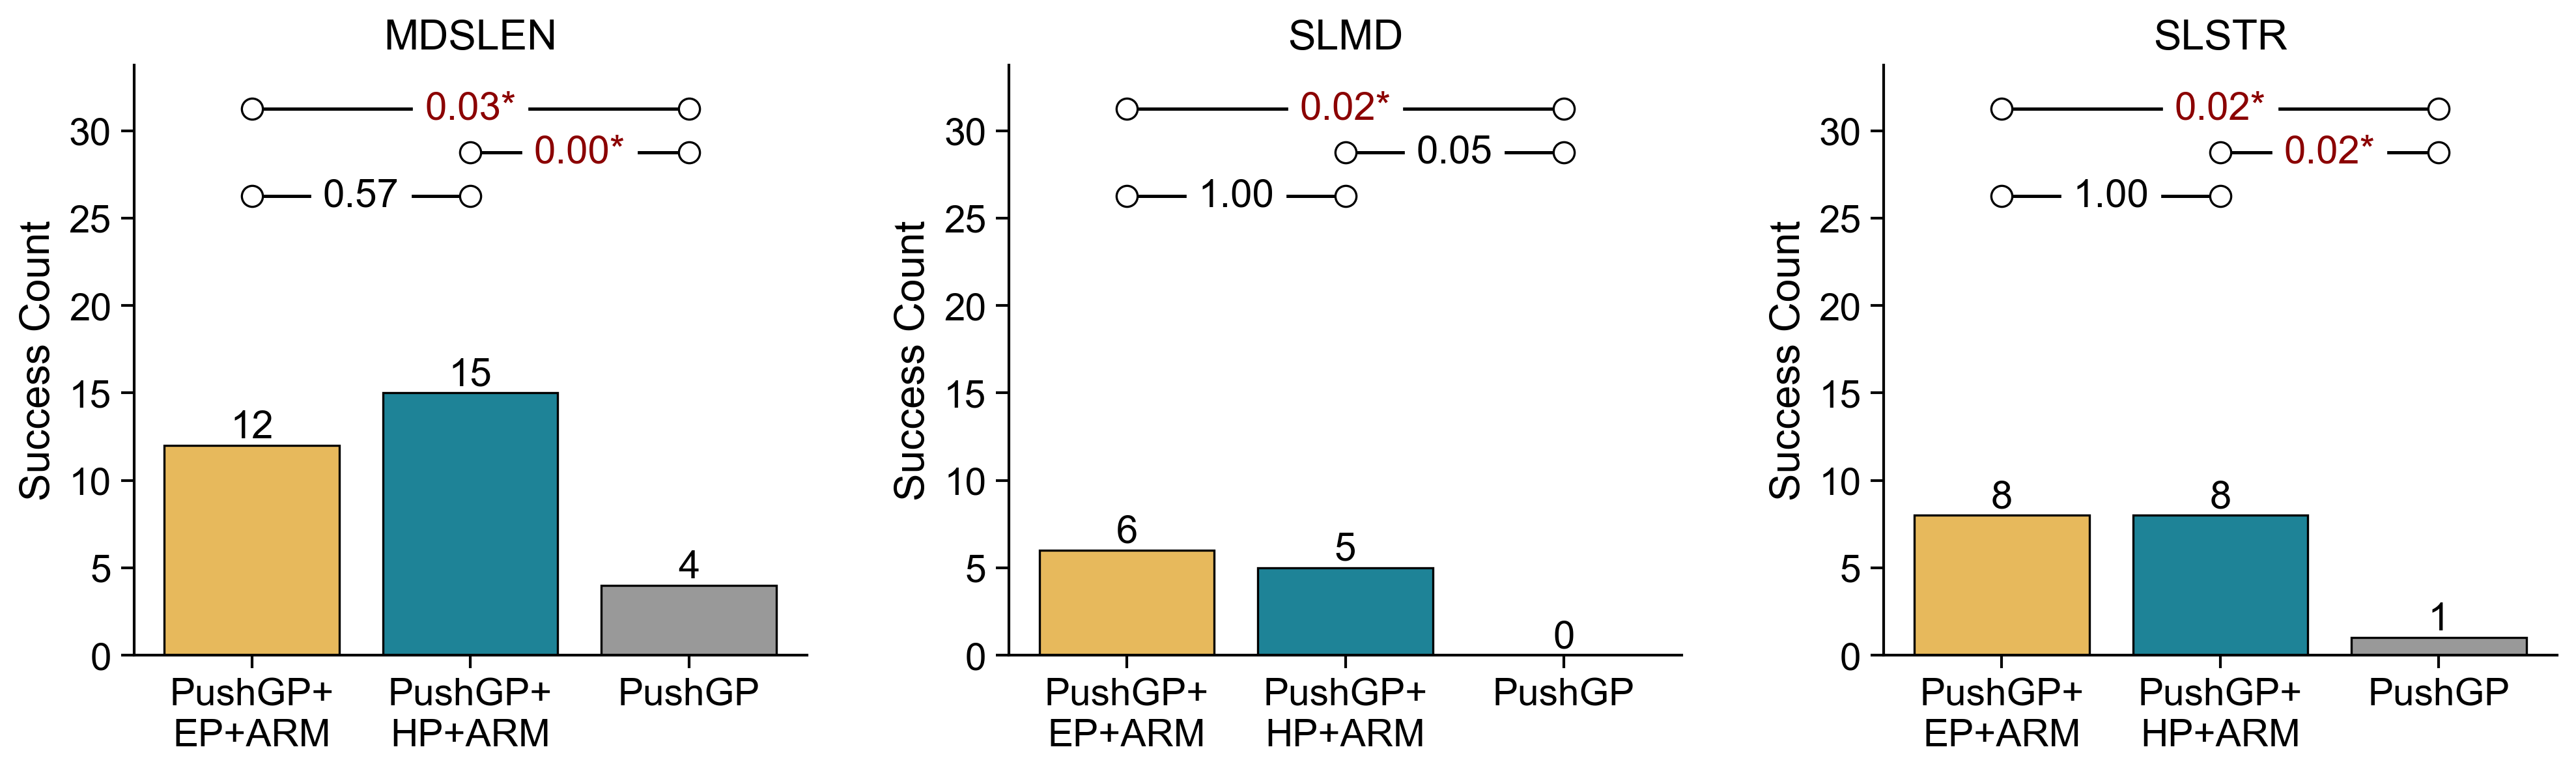 MDSLEN
Success Count
30
25
20
15
10
5
0
0.03*
0.00*
0.57
12
15
4
PushGP+
EP+ARM
PushGP+
HP+ARM
PushGP
SLMD
Success Count
30
25
20
15
10
5
0
0.02*
0.05
1.00
6
5
0
PushGP+
EP+ARM
PushGP+
HP+ARM
PushGP
SLSTR
Success Count
30
25
20
15
10
5
0
0.02*
0.02*
1.00
8
8
1
PushGP+
EP+ARM
PushGP+
HP+ARM
PushGP